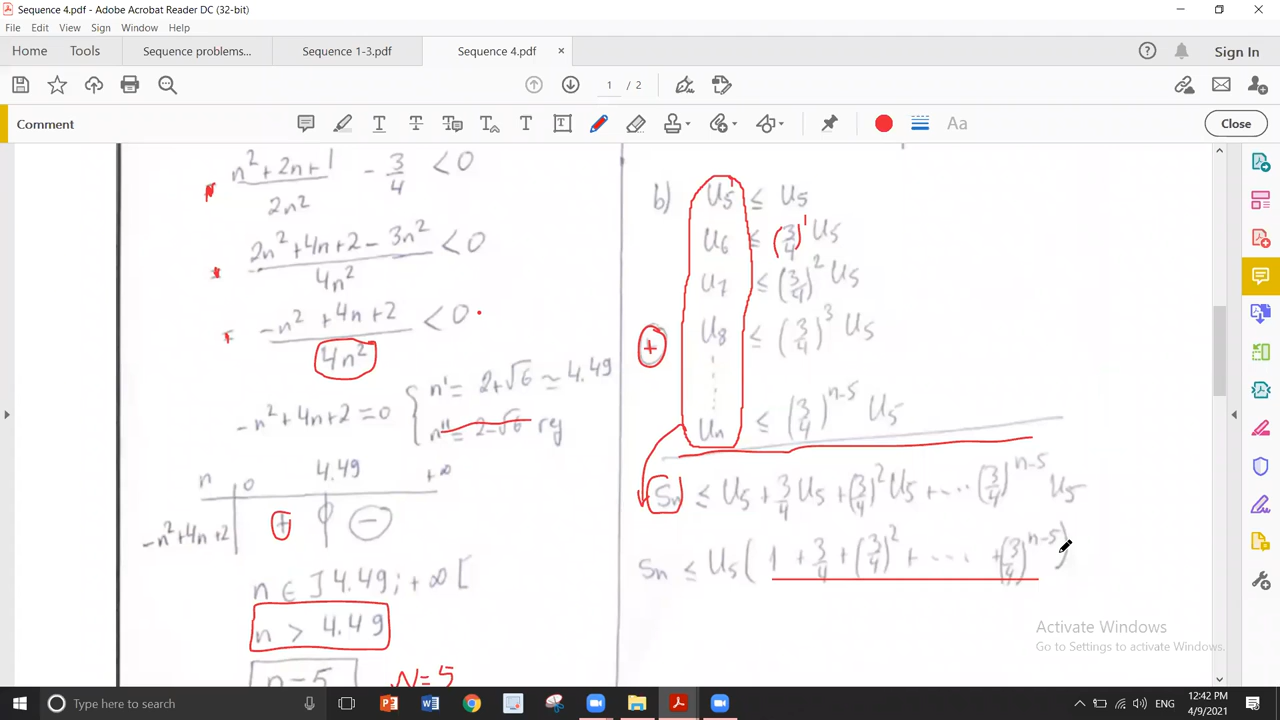 Sequence 4.pdf - Adobe Acrobat Reader DC (32-bit)
File Edit View Sign Window Help
Home Tools Sequence problems... Sequence 1-3.pdf Sequence 4.pdf × Sign In
1 / 2
Comment Aa Close
n²+2n+1 / 2n² - 3/4 < 0
2n²+4n+2-3n² / 4n² < 0
-n²+4n+2 / 4n² < 0
-n²+4n+2=0 { n'= 2+√6 ≃ 4.49
n''= 2-√6 rej
n 0 4.49 +∞
-n²+4n+2 + -
n ∈ ]4.49; +∞[
n > 4.49
n=5 N=5
b) U5 ≤ U5
U6 ≤ (3/4)¹ U5
U7 ≤ (3/4)² U5
U8 ≤ (3/4)³ U5
+
Un ≤ (3/4)ⁿ⁻⁵ U5
Sn ≤ U5 + 3/4 U5 + (3/4)² U5 + .... (3/4)ⁿ⁻⁵ U5
Sn ≤ U5 ( 1 + 3/4 + (3/4)² + .... + (3/4)ⁿ⁻⁵)
Activate Windows
Go to Settings to activate Windows.
Type here to search
ENG
12:42 PM
4/9/2021